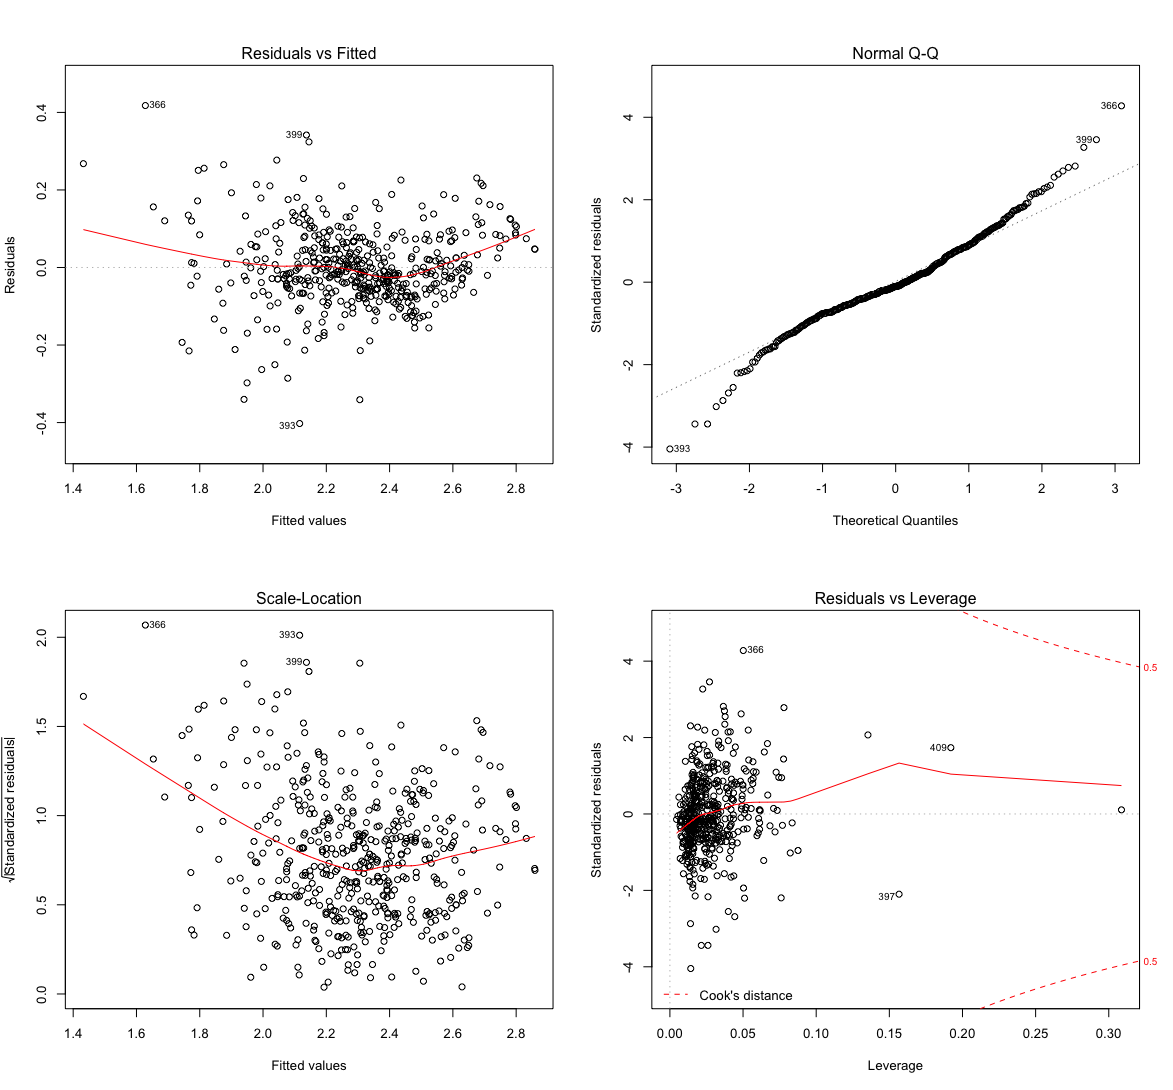 Residuals vs Fitted
Residuals
0.4
0.2
0.0
-0.2
-0.4
366
399
393
1.4 1.6 1.8 2.0 2.2 2.4 2.6 2.8
Fitted values
Normal Q-Q
Standardized residuals
4
2
0
-2
-4
366
399
393
-3 -2 -1 0 1 2 3
Theoretical Quantiles
Scale-Location
√|Standardized residuals|
2.0
1.5
1.0
0.5
0.0
366
393
399
1.4 1.6 1.8 2.0 2.2 2.4 2.6 2.8
Fitted values
Residuals vs Leverage
Standardized residuals
4
2
0
-2
-4
366
0.5
409
397
0.5
Cook's distance
0.00 0.05 0.10 0.15 0.20 0.25 0.30
Leverage